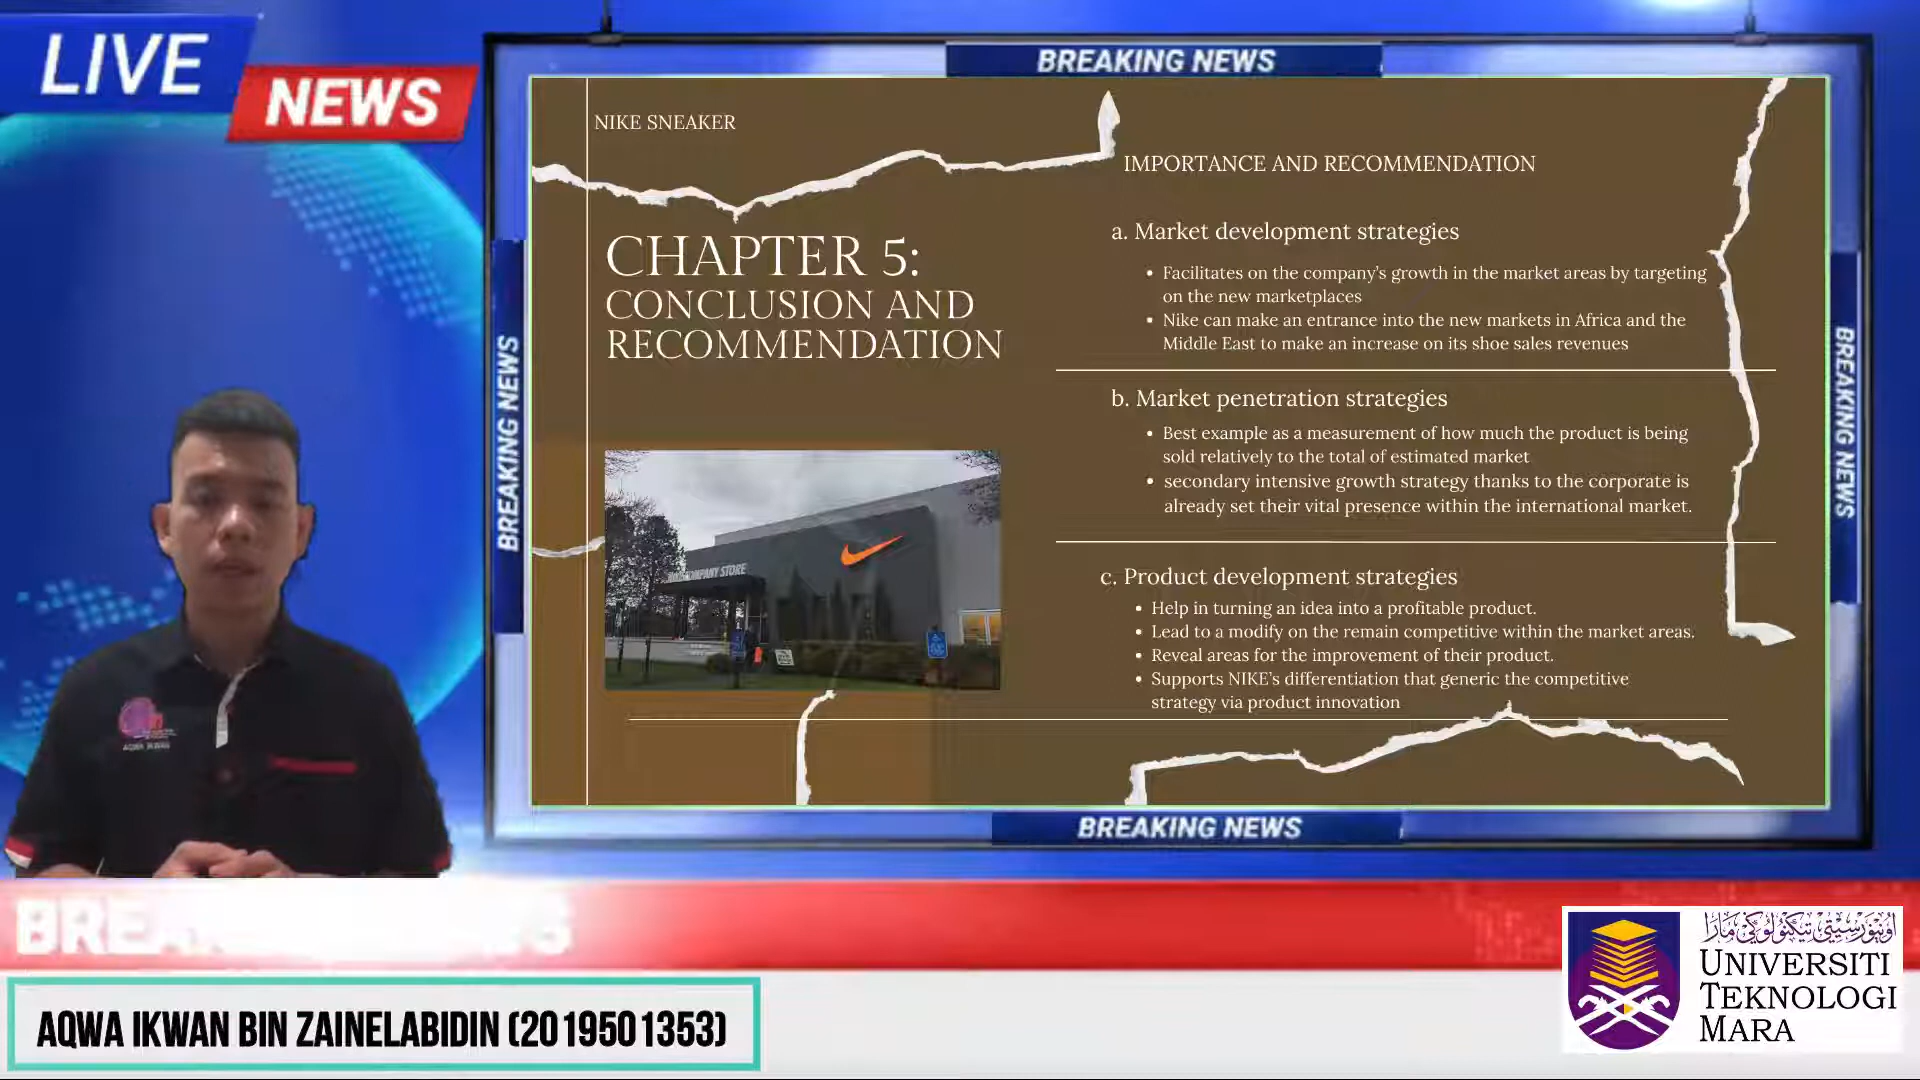 LIVE
NEWS
BREAKING NEWS
NIKE SNEAKER
CHAPTER 5:
CONCLUSION AND
RECOMMENDATION
IMPORTANCE AND RECOMMENDATION
a. Market development strategies
• Facilitates on the company's growth in the market areas by targeting
on the new marketplaces
• Nike can make an entrance into the new markets in Africa and the
Middle East to make an increase on its shoe sales revenues
b. Market penetration strategies
• Best example as a measurement of how much the product is being
sold relatively to the total of estimated market
• secondary intensive growth strategy thanks to the corporate is
already set their vital presence within the international market.
c. Product development strategies
• Help in turning an idea into a profitable product.
• Lead to a modify on the remain competitive within the market areas.
• Reveal areas for the improvement of their product.
• Supports NIKE's differentiation that generic the competitive
strategy via product innovation
COMPANY STORE
BREAKING NEWS
BREAKING NEWS
BREAKING NEWS
AQWA IKWAN BIN ZAINELABIDIN (2019501353)
اونيۏرسيتي تيكنولوڬي مارا
UNIVERSITI
TEKNOLOGI
MARA